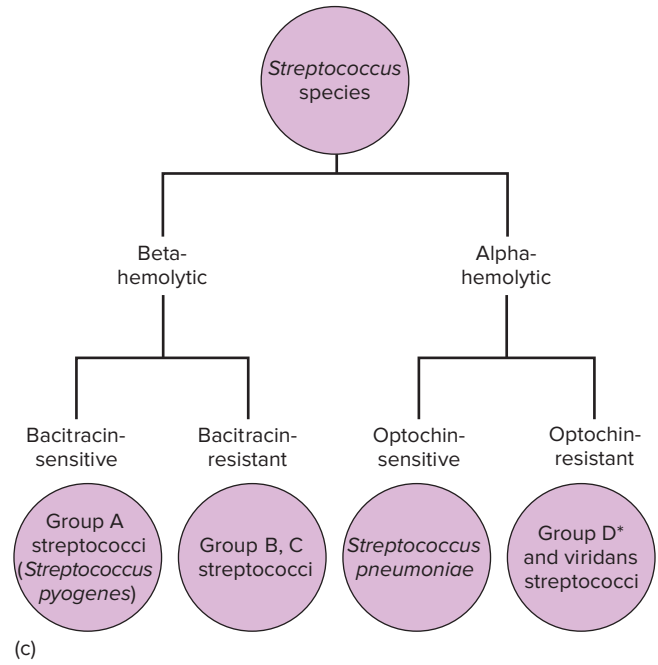 Streptococcus
species
Beta-
hemolytic
Alpha-
hemolytic
Bacitracin-
sensitive
Bacitracin-
resistant
Optochin-
sensitive
Optochin-
resistant
Group A
streptococci
(Streptococcus
pyogenes)
Group B, C
streptococci
Streptococcus
pneumoniae
Group D*
and viridans
streptococci
(c)